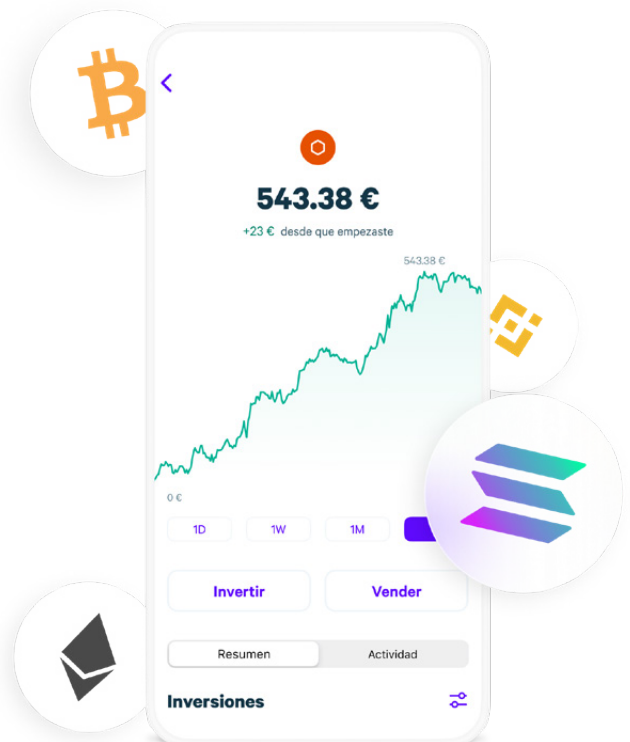 543.38 €
+23 € desde que empezaste
543.38 €
0 €
1D 1W 1M
Invertir Vender
Resumen Actividad
Inversiones